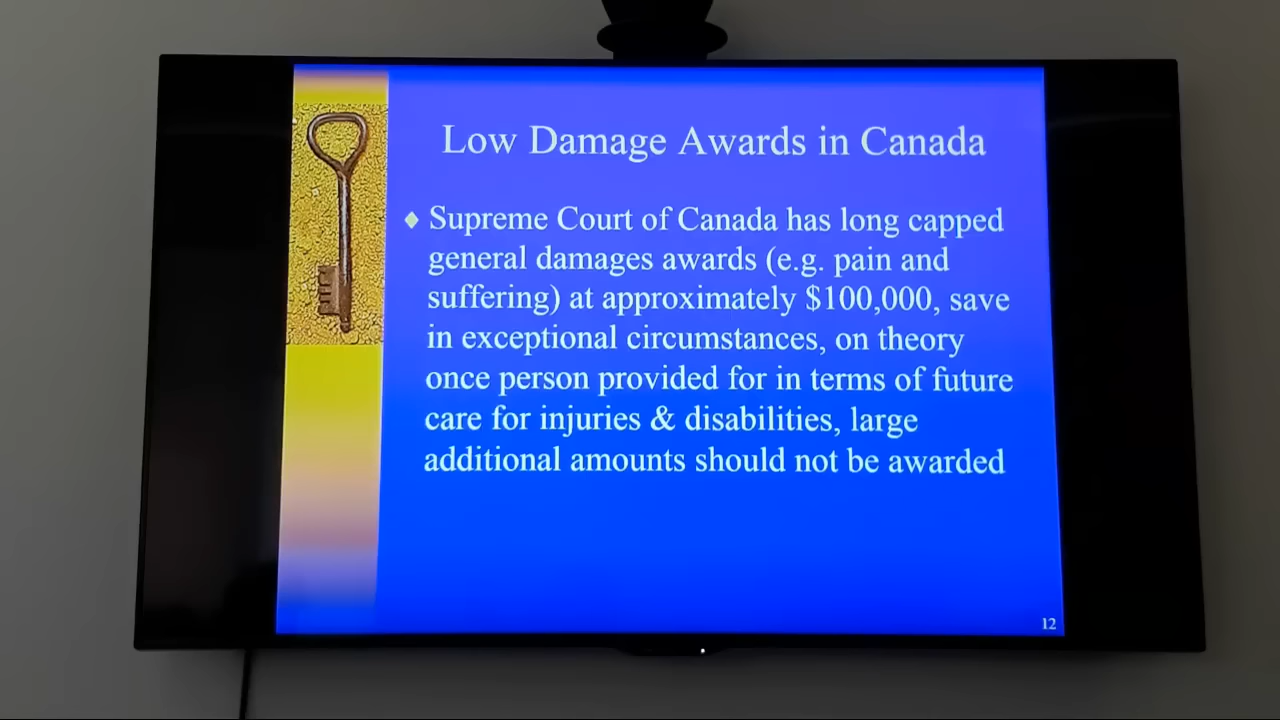 Low Damage Awards in Canada
♦ Supreme Court of Canada has long capped
general damages awards (e.g. pain and
suffering) at approximately $100,000, save
in exceptional circumstances, on theory
once person provided for in terms of future
care for injuries & disabilities, large
additional amounts should not be awarded
12